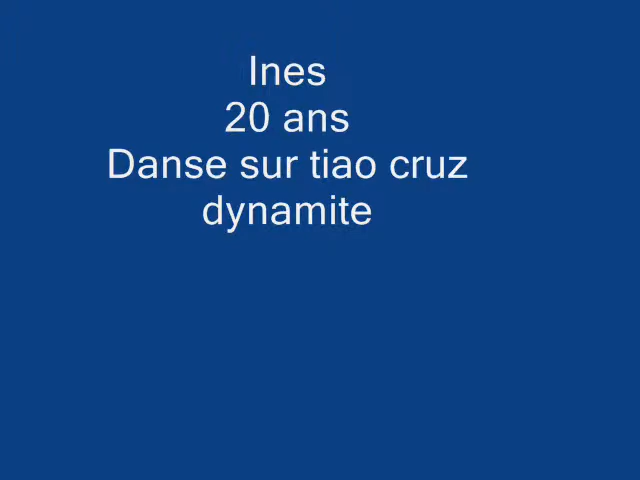 Ines
20 ans
Danse sur tiao cruz
dynamite